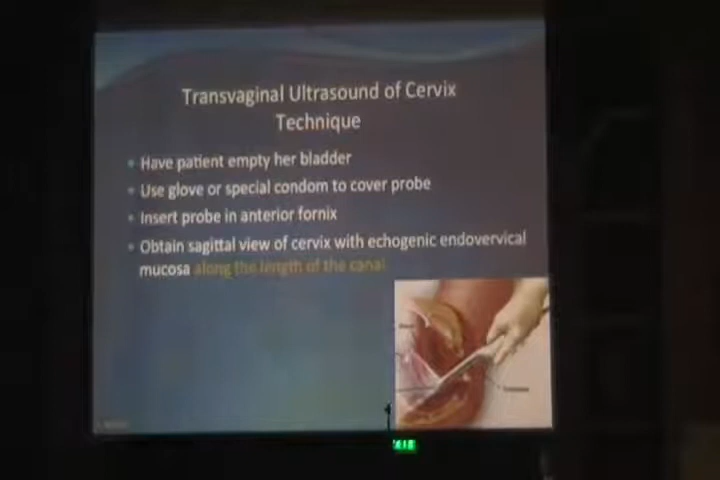 Transvaginal Ultrasound of Cervix
Technique
• Have patient empty her bladder
• Use glove or special condom to cover probe
• Insert probe in anterior fornix
• Obtain sagittal view of cervix with echogenic endovervical
mucosa along the length of the canal